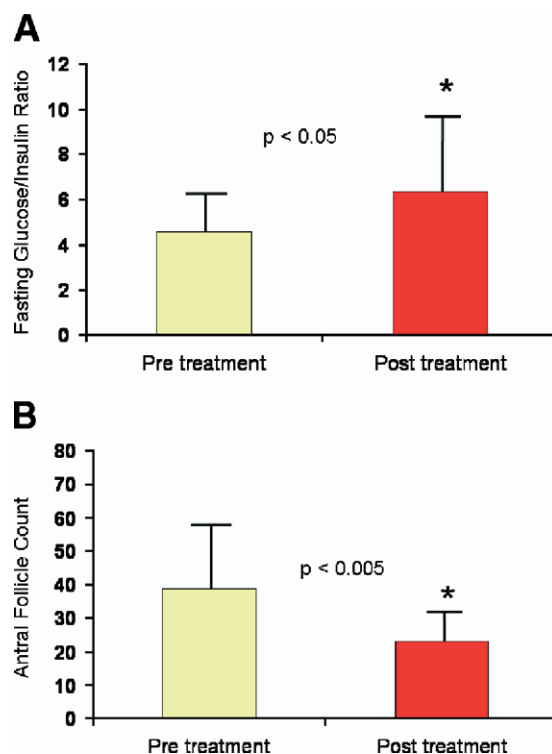 A
Fasting Glucose/Insulin Ratio
12
10
8
6
4
2
0
p < 0.05
*
Pre treatment
Post treatment
B
Antral Follicle Count
80
70
60
50
40
30
20
10
0
p < 0.005
*
Pre treatment
Post treatment